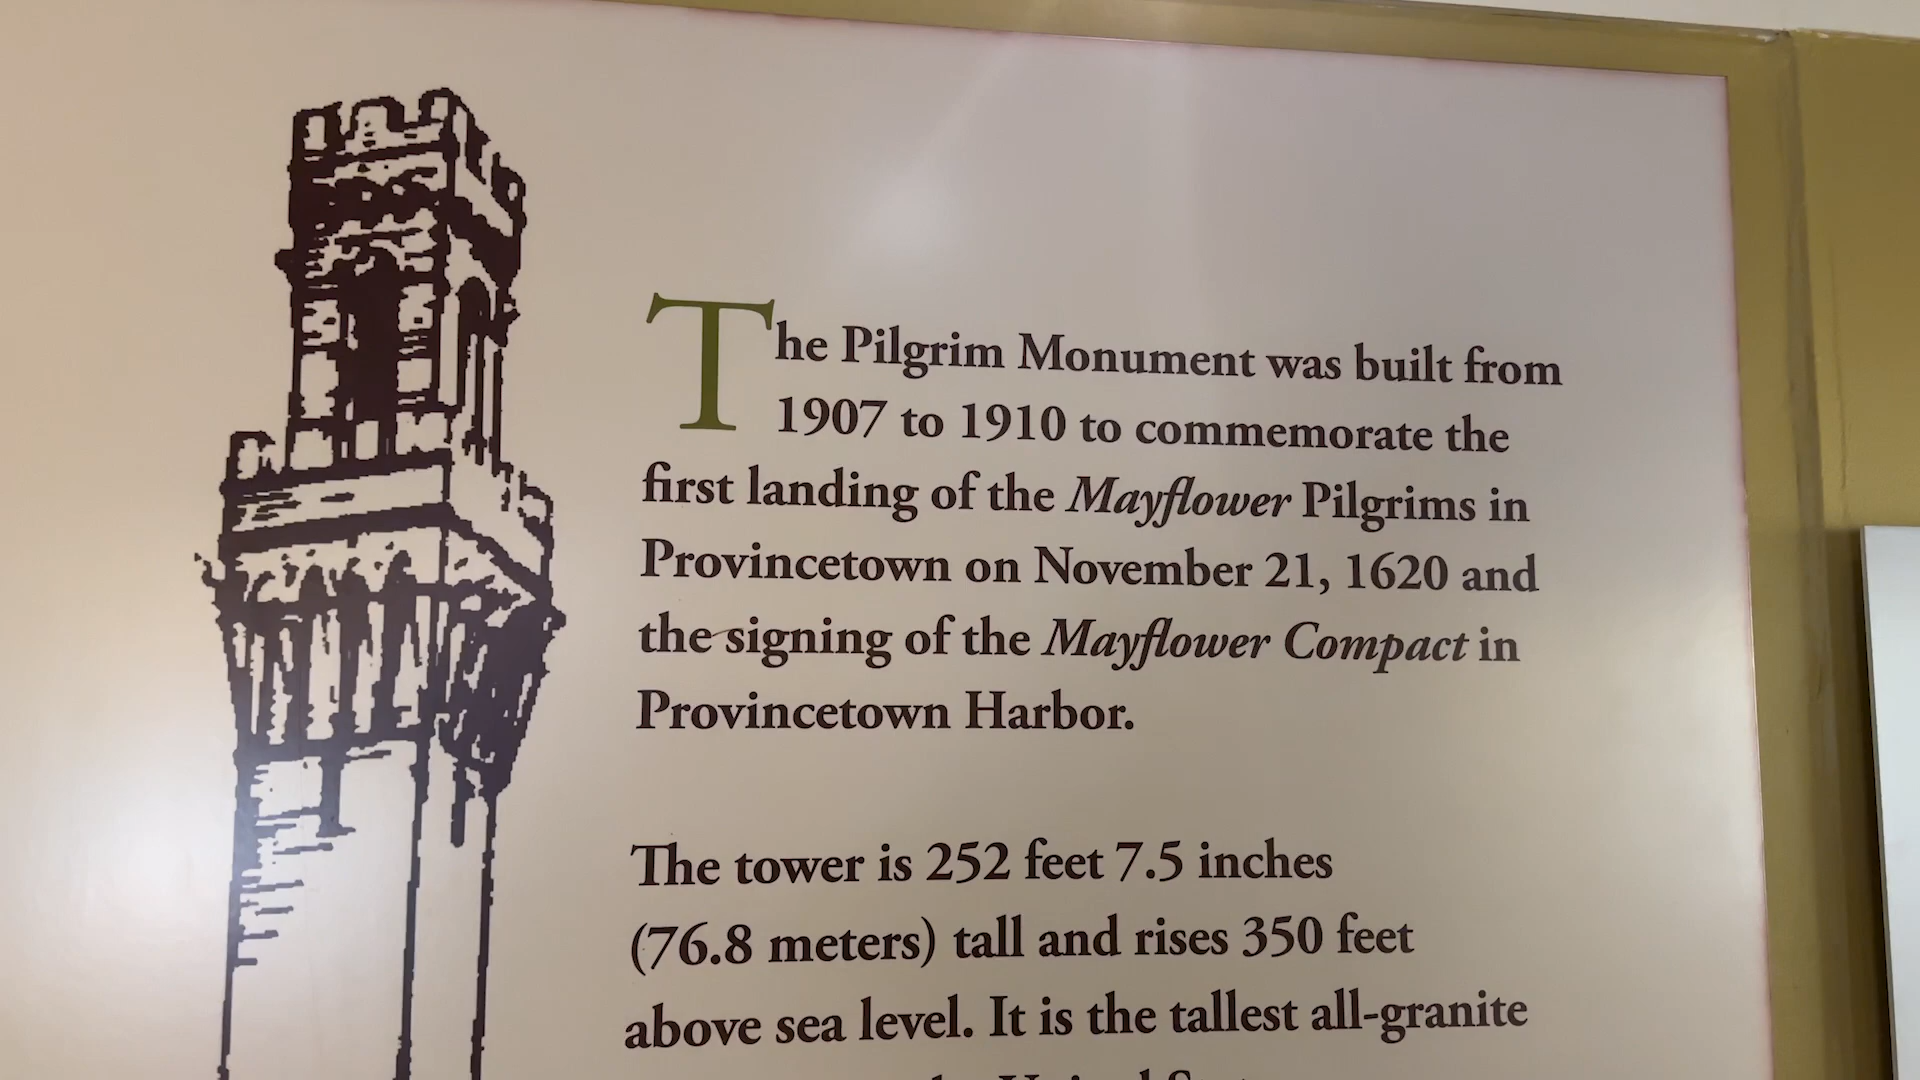 The Pilgrim Monument was built from
1907 to 1910 to commemorate the
first landing of the Mayflower Pilgrims in
Provincetown on November 21, 1620 and
the signing of the Mayflower Compact in
Provincetown Harbor.
The tower is 252 feet 7.5 inches
(76.8 meters) tall and rises 350 feet
above sea level. It is the tallest all-granite